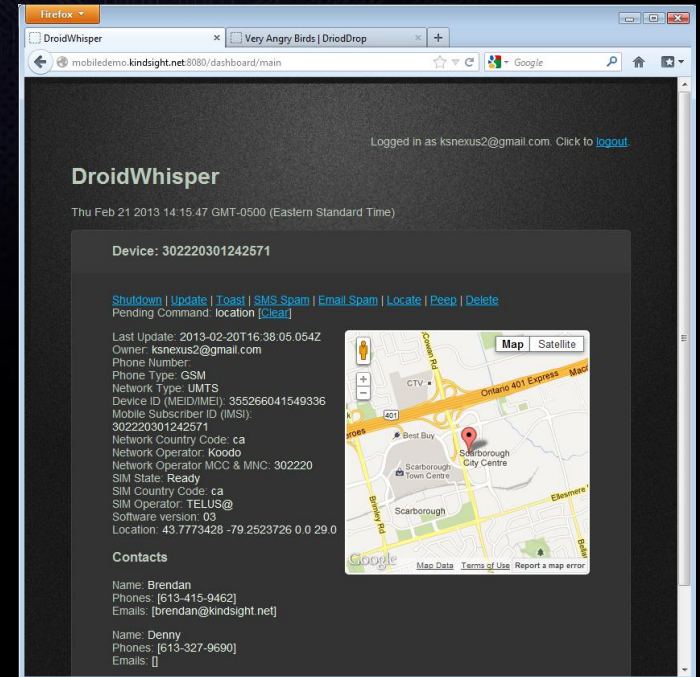 Firefox
DroidWhisper
Very Angry Birds | DriodDrop
mobiledemo.kindsight.net:8080/dashboard/main
Google
Logged in as ksnexus2@gmail.com. Click to logout.
DroidWhisper
Thu Feb 21 2013 14:15:47 GMT-0500 (Eastern Standard Time)
Device: 302220301242571
Shutdown | Update | Toast | SMS Spam | Email Spam | Locate | Peep | Delete
Pending Command: location [Clear]
Last Update: 2013-02-20T16:38:05.054Z
Owner: ksnexus2@gmail.com
Phone Number:
Phone Type: GSM
Network Type: UMTS
Device ID (MEID/IMEI): 355266041549336
Mobile Subscriber ID (IMSI):
302220301242571
Network Country Code: ca
Network Operator: Koodo
Network Operator MCC & MNC: 302220
SIM State: Ready
SIM Country Code: ca
SIM Operator: TELUS@
Software version: 03
Location: 43.7773428 -79.2523726 0.0 29.0
Map
Satellite
Cowan Rd
CTV
Ontario 401 Express
401
Best Buy
Scarborough
City Centre
Scarborough
Town Centre
Ellesmere
Brimley Rd
Scarborough
Google
Map Data
Terms of Use
Report a map error
Contacts
Name: Brendan
Phones: [613-415-9462]
Emails: [brendan@kindsight.net]
Name: Denny
Phones: [613-327-9690]
Emails: []